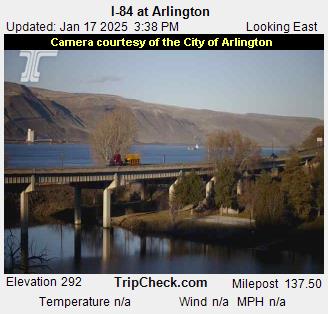 I-84 at Arlington
Updated: Jan 17 2025 3:38 PM Looking East
Camera courtesy of the City of Arlington
Elevation 292 TripCheck.com Milepost 137.50
Temperature n/a Wind n/a MPH n/a